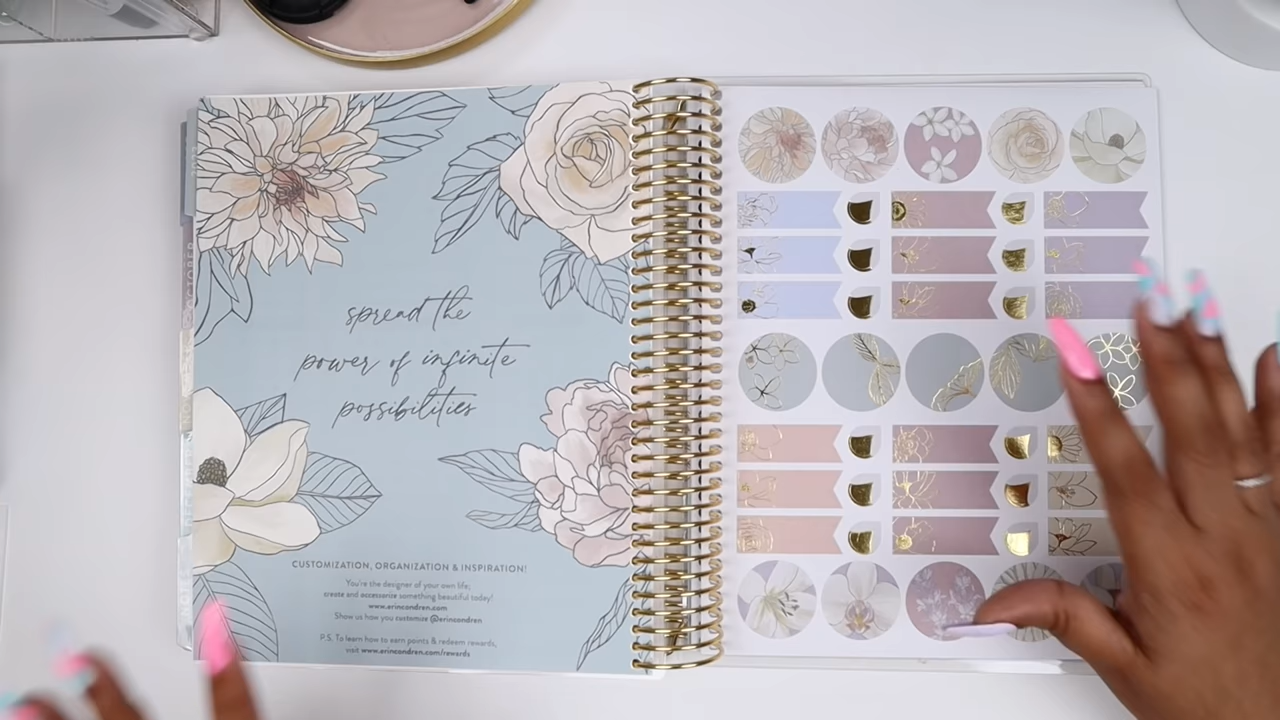 spread the
power of infinite
possibilities
CUSTOMIZATION, ORGANIZATION & INSPIRATION!
You're the designer of your own life;
create and accessorize something beautiful today!
www.erincondren.com
Show us how you customize @erincondren
P.S. To learn how to earn points & redeem rewards,
visit www.erincondren.com/rewards
OCTOBER